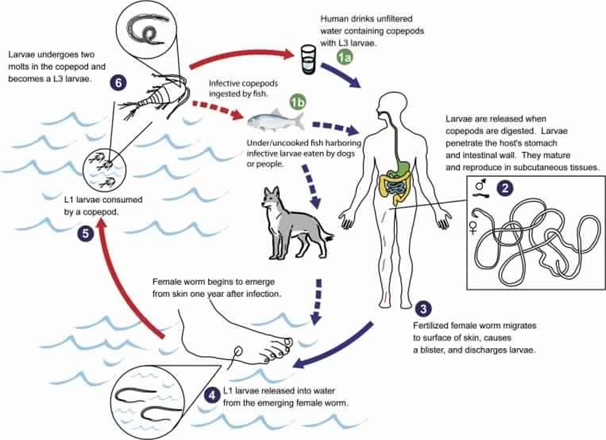 Human drinks unfiltered
water containing copepods
with L3 larvae.
1a
Larvae undergoes two
molts in the copepod and
becomes a L3 larvae.
6
Infective copepods
ingested by fish.
1b
Under/uncooked fish harboring
infective larvae eaten by dogs
or people.
Larvae are released when
copepods are digested. Larvae
penetrate the host's stomach
and intestinal wall. They mature
and reproduce in subcutaneous tissues.
♂
2
♀
L1 larvae consumed
by a copepod.
5
Female worm begins to emerge
from skin one year after infection.
3
Fertilized female worm migrates
to surface of skin, causes
a blister, and discharges larvae.
4
L1 larvae released into water
from the emerging female worm.